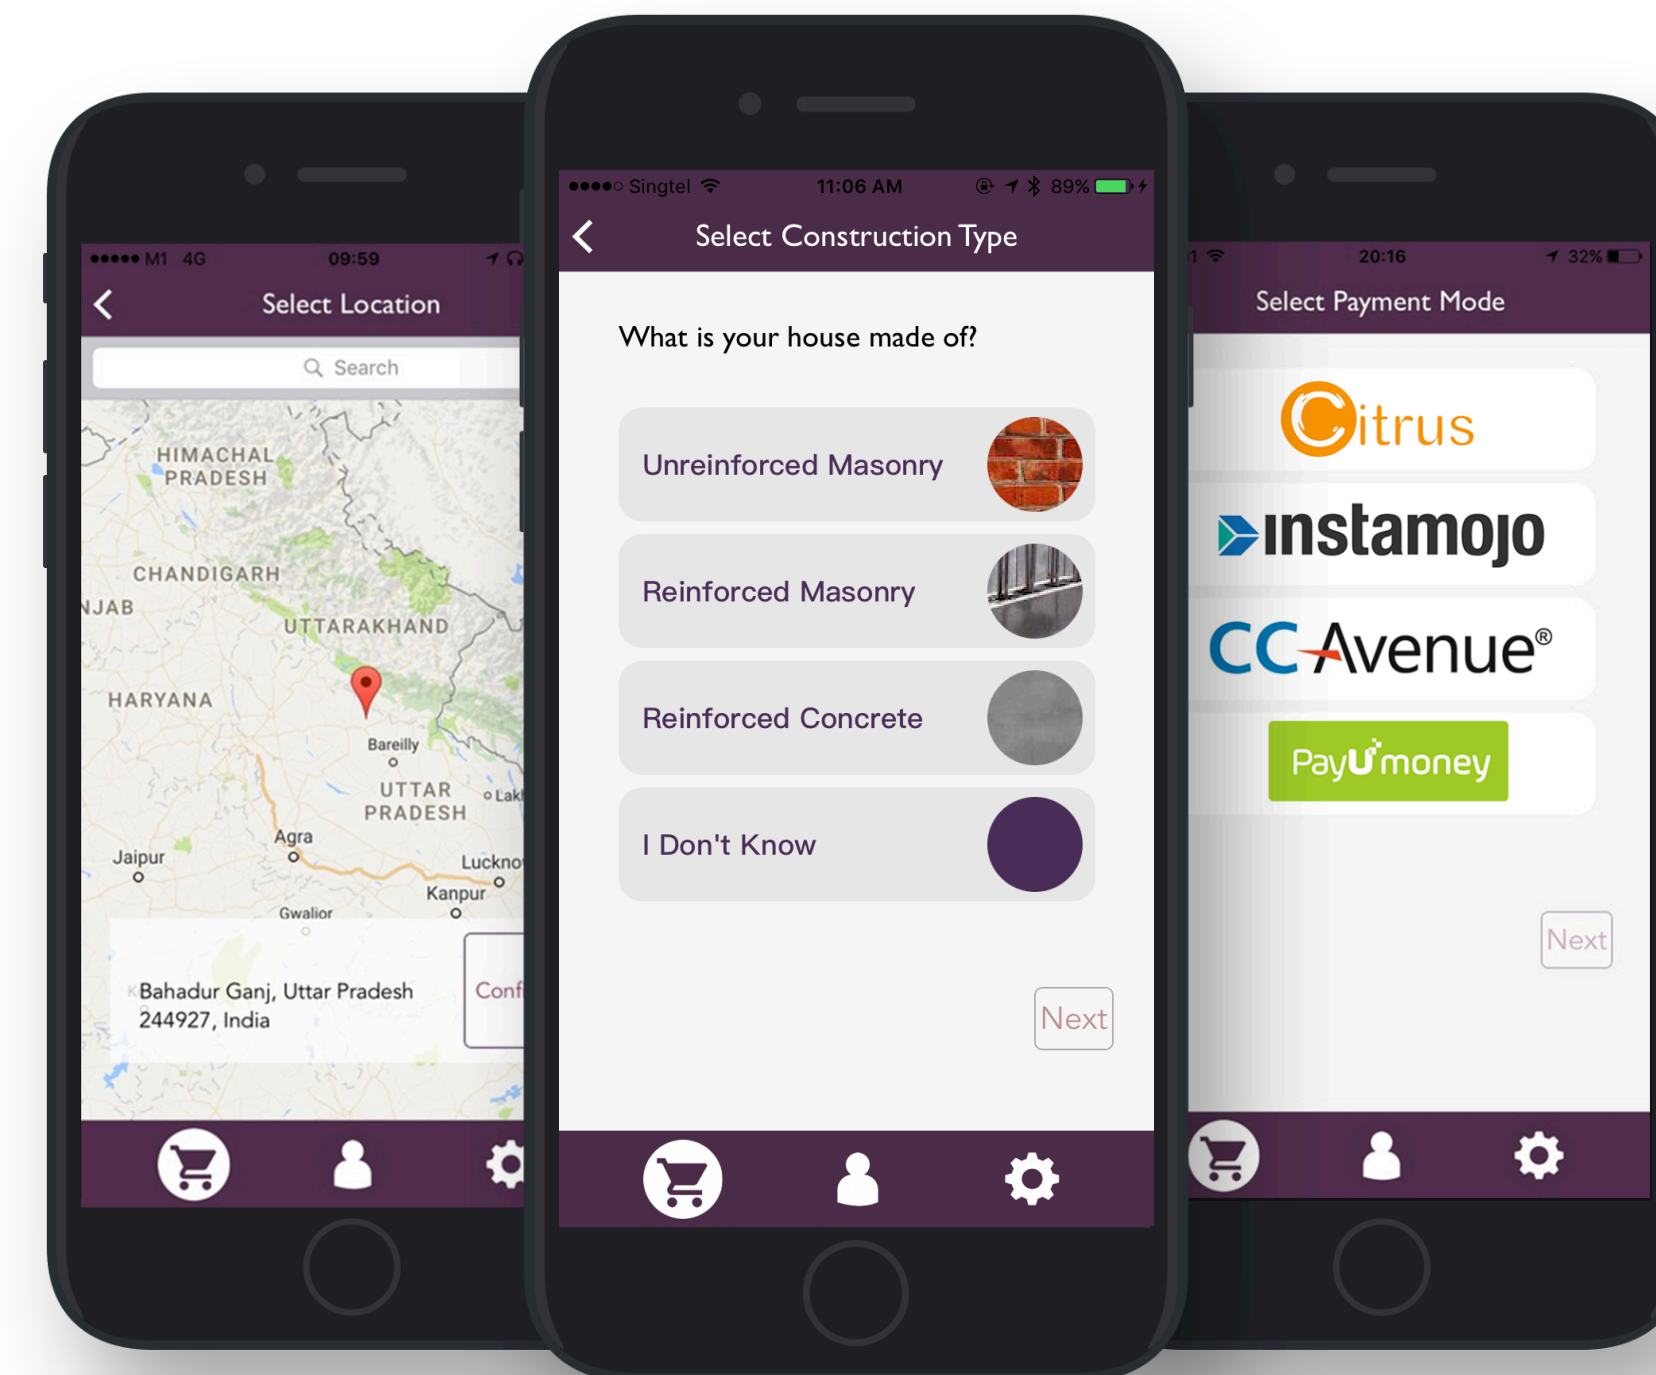 M1 4G 09:59
Select Location
Search
HIMACHAL
PRADESH
CHANDIGARH
NJAB
UTTARAKHAND
HARYANA
Bareilly
UTTAR
PRADESH
Agra
Jaipur
Luckno
Kanpur
Gwalior
Bahadur Ganj, Uttar Pradesh
244927, India
Conf
Singtel 11:06 AM 89%
Select Construction Type
What is your house made of?
Unreinforced Masonry
Reinforced Masonry
Reinforced Concrete
I Don't Know
Next
20:16 32%
Select Payment Mode
Citrus
ınstamojo
CCAvenue®
PayUmoney
Next